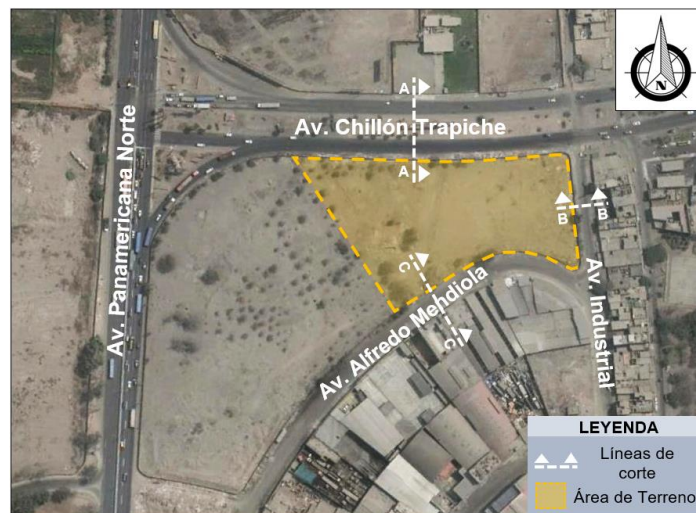 N
A
Av. Chillón Trapiche
A
B B
C
Av. Panamericana Norte
Av. Alfredo Mendiola
C
Av. Industrial
LEYENDA
Líneas de
corte
Área de Terreno